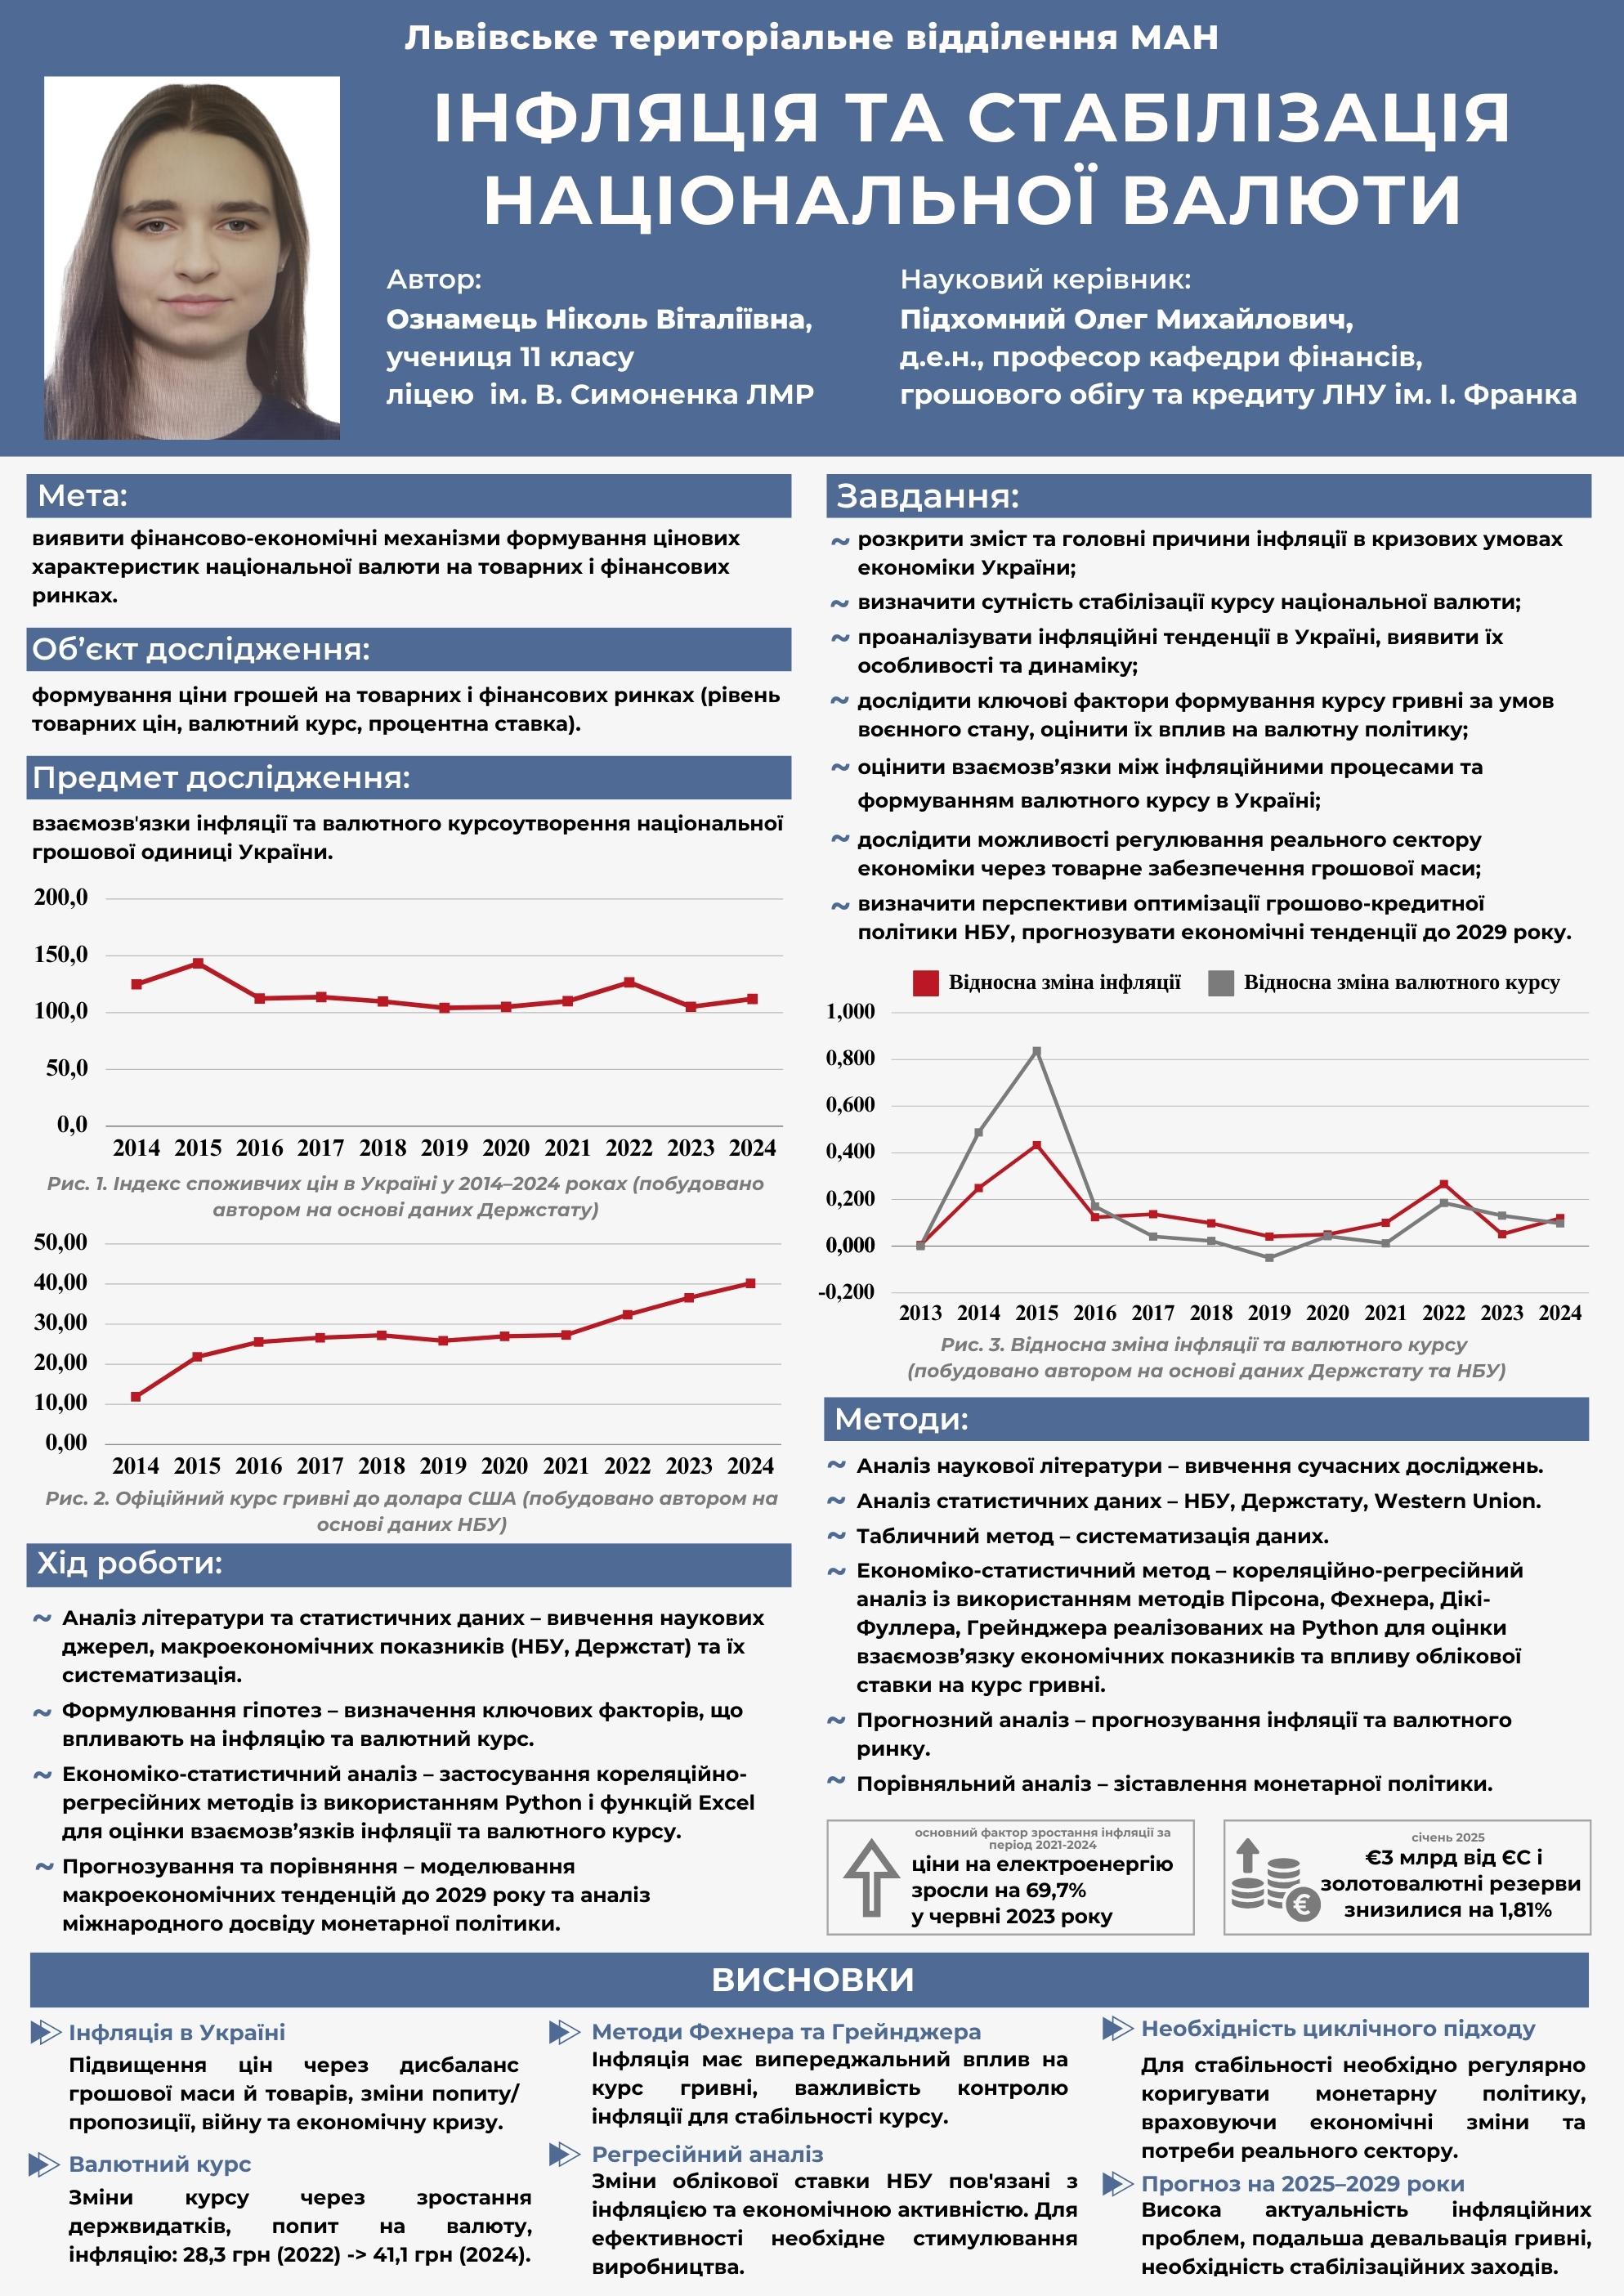 Львівське територіальне відділення МАН
ІНФЛЯЦІЯ ТА СТАБІЛІЗАЦІЯ
НАЦІОНАЛЬНОЇ ВАЛЮТИ
Автор:
Ознамець Ніколь Віталіївна,
учениця 11 класу
ліцею ім. В. Симоненка ЛМР
Науковий керівник:
Підхомний Олег Михайлович,
д.е.н., професор кафедри фінансів,
грошового обігу та кредиту ЛНУ ім. І. Франка
Мета:
виявити фінансово-економічні механізми формування цінових
характеристик національної валюти на товарних і фінансових
ринках.
Об’єкт дослідження:
формування ціни грошей на товарних і фінансових ринках (рівень
товарних цін, валютний курс, процентна ставка).
Предмет дослідження:
взаємозв'язки інфляції та валютного курсоутворення національної
грошової одиниці України.
200,0
150,0
100,0
50,0
0,0
2014 2015 2016 2017 2018 2019 2020 2021 2022 2023 2024
Рис. 1. Індекс споживчих цін в Україні у 2014–2024 роках (побудовано
автором на основі даних Держстату)
50,00
40,00
30,00
20,00
10,00
0,00
2014 2015 2016 2017 2018 2019 2020 2021 2022 2023 2024
Рис. 2. Офіційний курс гривні до долара США (побудовано автором на
основі даних НБУ)
Хід роботи:
~ Аналіз літератури та статистичних даних – вивчення наукових
джерел, макроекономічних показників (НБУ, Держстат) та їх
систематизація.
~ Формулювання гіпотез – визначення ключових факторів, що
впливають на інфляцію та валютний курс.
~ Економіко-статистичний аналіз – застосування кореляційно-
регресійних методів із використанням Python і функцій Excel
для оцінки взаємозв’язків інфляції та валютного курсу.
~ Прогнозування та порівняння – моделювання
макроекономічних тенденцій до 2029 року та аналіз
міжнародного досвіду монетарної політики.
Завдання:
~ розкрити зміст та головні причини інфляції в кризових умовах
економіки України;
~ визначити сутність стабілізації курсу національної валюти;
~ проаналізувати інфляційні тенденції в Україні, виявити їх
особливості та динаміку;
~ дослідити ключові фактори формування курсу гривні за умов
воєнного стану, оцінити їх вплив на валютну політику;
~ оцінити взаємозв’язки між інфляційними процесами та
формуванням валютного курсу в Україні;
~ дослідити можливості регулювання реального сектору
економіки через товарне забезпечення грошової маси;
~ визначити перспективи оптимізації грошово-кредитної
політики НБУ, прогнозувати економічні тенденції до 2029 року.
Відносна зміна інфляції Відносна зміна валютного курсу
1,000
0,800
0,600
0,400
0,200
0,000
-0,200
2013 2014 2015 2016 2017 2018 2019 2020 2021 2022 2023 2024
Рис. 3. Відносна зміна інфляції та валютного курсу
(побудовано автором на основі даних Держстату та НБУ)
Методи:
~ Аналіз наукової літератури – вивчення сучасних досліджень.
~ Аналіз статистичних даних – НБУ, Держстату, Western Union.
~ Табличний метод – систематизація даних.
~ Економіко-статистичний метод – кореляційно-регресійний
аналіз із використанням методів Пірсона, Фехнера, Дікі-
Фуллера, Грейнджера реалізованих на Python для оцінки
взаємозв’язку економічних показників та впливу облікової
ставки на курс гривні.
~ Прогнозний аналіз – прогнозування інфляції та валютного
ринку.
~ Порівняльний аналіз – зіставлення монетарної політики.
основний фактор зростання інфляції за
період 2021-2024
ціни на електроенергію
зросли на 69,7%
у червні 2023 року
€
січень 2025
€3 млрд від ЄС і
золотовалютні резерви
знизилися на 1,81%
ВИСНОВКИ
Інфляція в Україні
Підвищення цін через дисбаланс
грошової маси й товарів, зміни попиту/
пропозиції, війну та економічну кризу.
Валютний курс
Зміни курсу через зростання
держвидатків, попит на валюту,
інфляцію: 28,3 грн (2022) -> 41,1 грн (2024).
Методи Фехнера та Грейнджера
Інфляція має випереджальний вплив на
курс гривні, важливість контролю
інфляції для стабільності курсу.
Регресійний аналіз
Зміни облікової ставки НБУ пов'язані з
інфляцією та економічною активністю. Для
ефективності необхідне стимулювання
виробництва.
Необхідність циклічного підходу
Для стабільності необхідно регулярно
коригувати монетарну політику,
враховуючи економічні зміни та
потреби реального сектору.
Прогноз на 2025–2029 роки
Висока актуальність інфляційних
проблем, подальша девальвація гривні,
необхідність стабілізаційних заходів.